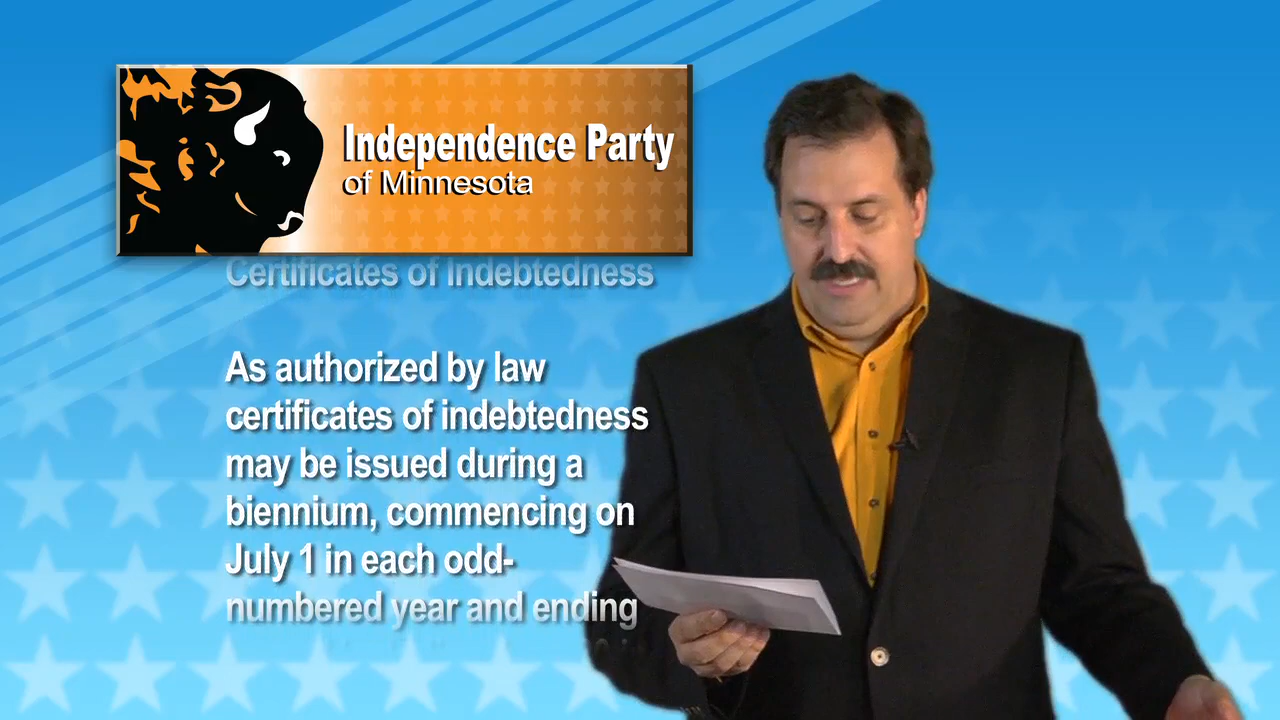 Independence Party
of Minnesota
Certificates of Indebtedness
As authorized by law
certificates of indebtedness
may be issued during a
biennium, commencing on
July 1 in each odd-
numbered year and ending